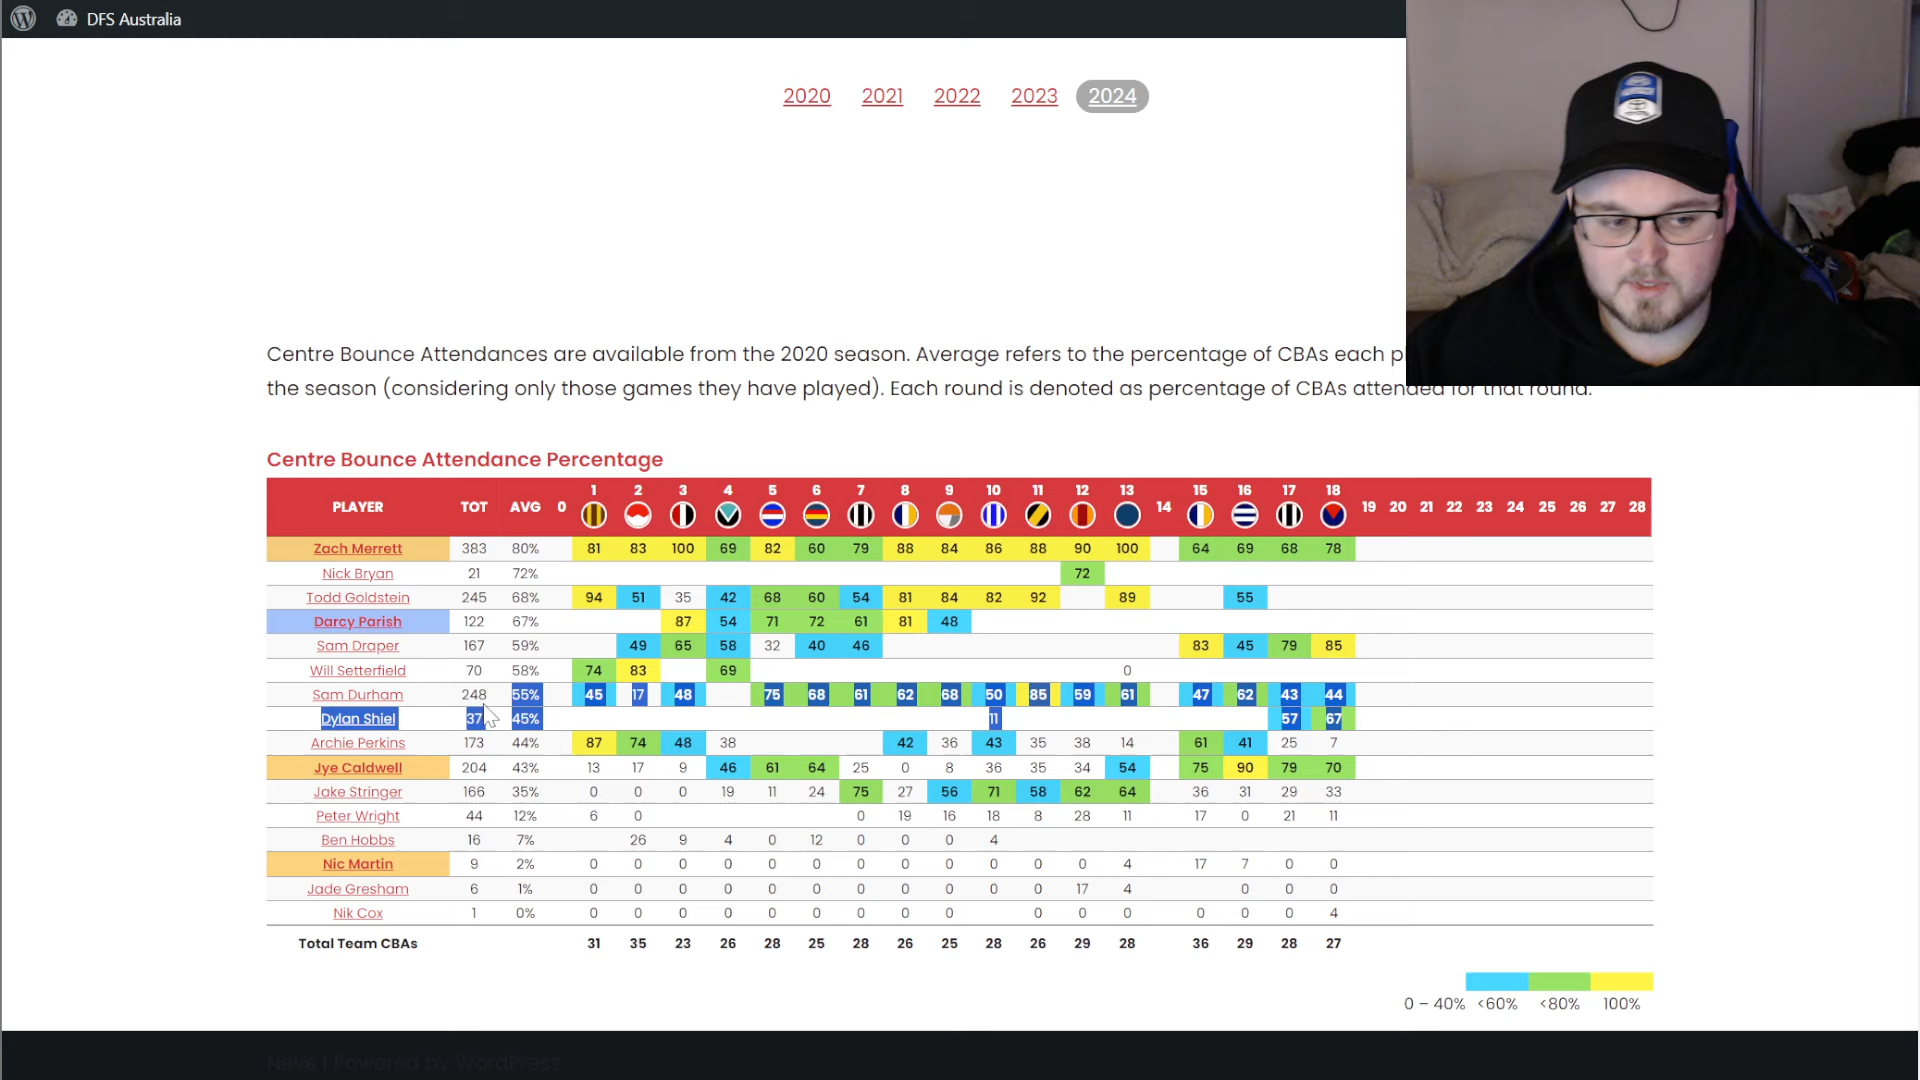 DFS Australia
2020 2021 2022 2023 2024
Centre Bounce Attendances are available from the 2020 season. Average refers to the percentage of CBAs each
the season (considering only those games they have played). Each round is denoted as percentage of CBAs attended for that round.
Centre Bounce Attendance Percentage
PLAYER TOT AVG 0 1 2 3 4 5 6 7 8 9 10 11 12 13 14 15 16 17 18 19 20 21 22 23 24 25 26 27 28
Zach Merrett 383 80% 81 83 100 69 82 60 79 88 84 86 88 90 100 64 69 68 78
Nick Bryan 21 72% 72
Todd Goldstein 245 68% 94 51 35 42 68 60 54 81 84 82 92 89 55
Darcy Parish 122 67% 87 54 71 72 61 81 48
Sam Draper 167 59% 49 65 58 32 40 46 83 45 79 85
Will Setterfield 70 58% 74 83 69 0
Sam Durham 248 55% 45 17 48 75 68 61 62 68 50 85 59 61 47 62 43 44
Dylan Shiel 37 45% 11 57 67
Archie Perkins 173 44% 87 74 48 38 42 36 43 35 38 14 61 41 25 7
Jye Caldwell 204 43% 13 17 9 46 61 64 25 0 8 36 35 34 54 75 90 79 70
Jake Stringer 166 35% 0 0 0 19 11 24 75 27 56 71 58 62 64 36 31 29 33
Peter Wright 44 12% 6 0 0 19 16 18 8 28 11 17 0 21 11
Ben Hobbs 16 7% 26 9 4 0 12 0 0 0 4
Nic Martin 9 2% 0 0 0 0 0 0 0 0 0 0 0 0 4 17 7 0 0
Jade Gresham 6 1% 0 0 0 0 0 0 0 0 0 0 0 17 4 0 0 0
Nik Cox 1 0% 0 0 0 0 0 0 0 0 0 0 0 0 0 0 0 4
Total Team CBAs 31 35 23 26 28 25 28 26 25 28 26 29 28 36 29 28 27
0 – 40% <60% <80% 100%
Neve | Powered by WordPress